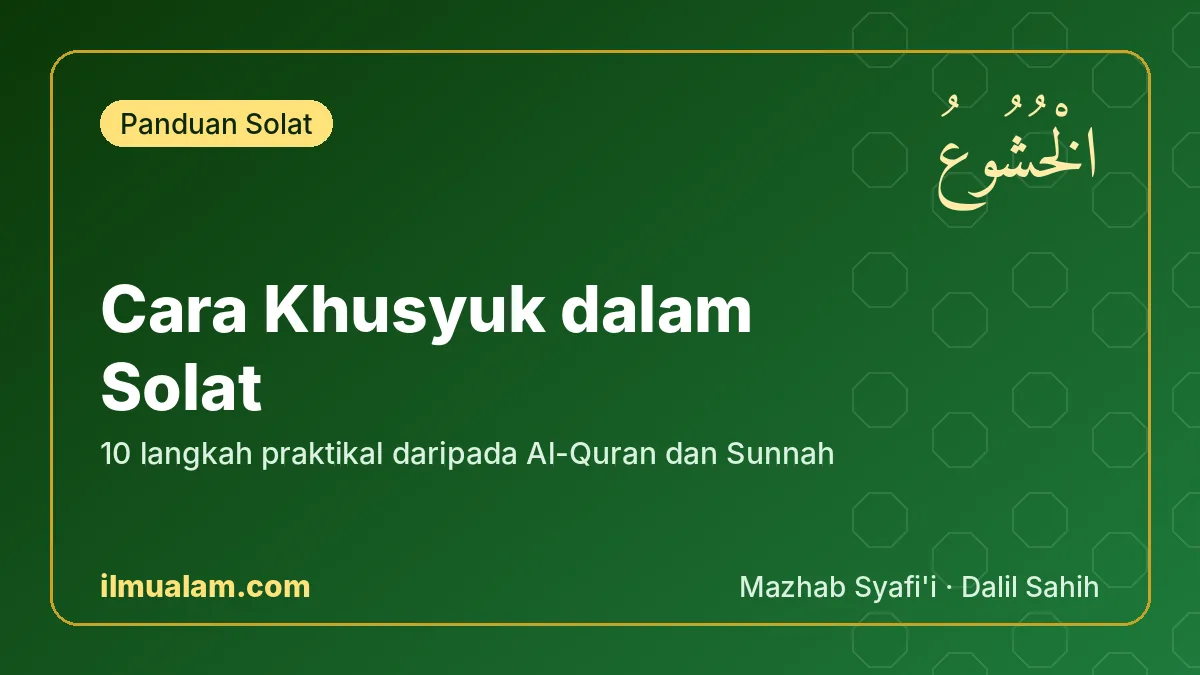 Panduan Solat
الْخُشُوعُ
Cara Khusyuk dalam
Solat
10 langkah praktikal daripada Al-Quran dan Sunnah
ilmualam.com
Mazhab Syafi'i · Dalil Sahih